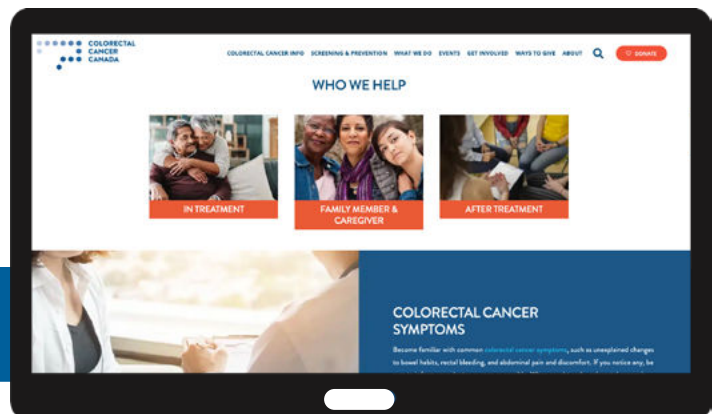 COLORECTAL
CANCER
CANADA
COLORECTAL CANCER INFO SCREENING & PREVENTION WHAT WE DO EVENTS GET INVOLVED WAYS TO GIVE ABOUT DONATE
WHO WE HELP
IN TREATMENT
FAMILY MEMBER &
CAREGIVER
AFTER TREATMENT
COLORECTAL CANCER
SYMPTOMS
Become familiar with common colorectal cancer symptoms, such as unexplained changes
to bowel habits, rectal bleeding, and abdominal pain and discomfort. If you notice any, be